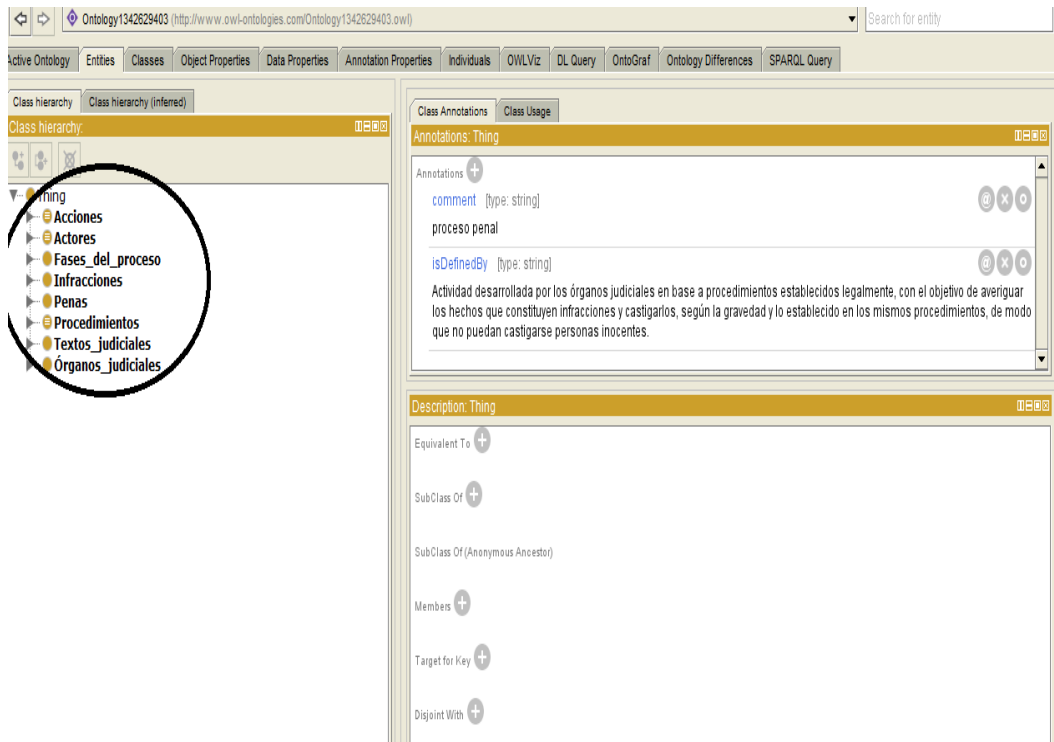 Ontology1342629403 (http://www.owl-ontologies.com/Ontology1342629403.owl)
Search for entity
Active Ontology Entities Classes Object Properties Data Properties Annotation Properties Individuals OWLViz DL Query OntoGraf Ontology Differences SPARQL Query
Class hierarchy Class hierarchy (inferred)
Class hierarchy:
Thing
Acciones
Actores
Fases_del_proceso
Infracciones
Penas
Procedimientos
Textos_judiciales
Órganos_judiciales
Class Annotations Class Usage
Annotations: Thing
Annotations
comment [type: string]
proceso penal
isDefinedBy [type: string]
Actividad desarrollada por los órganos judiciales en base a procedimientos establecidos legalmente, con el objetivo de averiguar
los hechos que constituyen infracciones y castigarlos, según la gravedad y lo establecido en los mismos procedimientos, de modo
que no puedan castigarse personas inocentes.
Description: Thing
Equivalent To
SubClass Of
SubClass Of (Anonymous Ancestor)
Members
Target for Key
Disjoint With